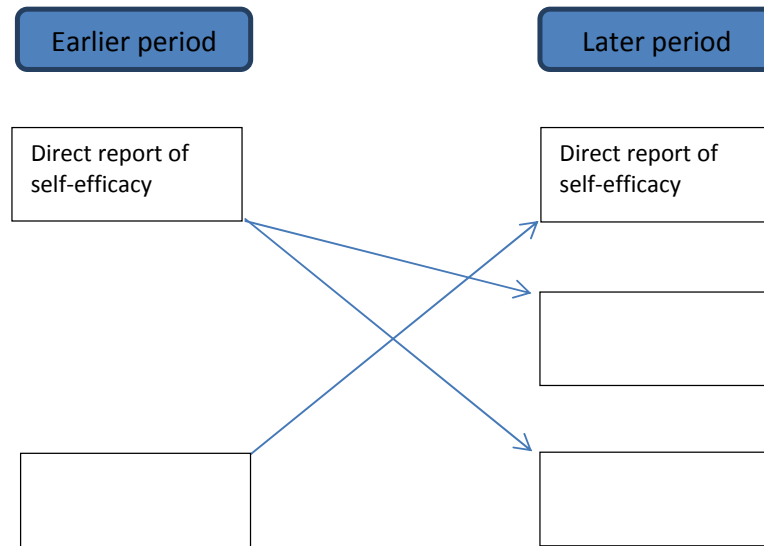 Earlier period
Later period
Direct report of
self-efficacy
Direct report of
self-efficacy